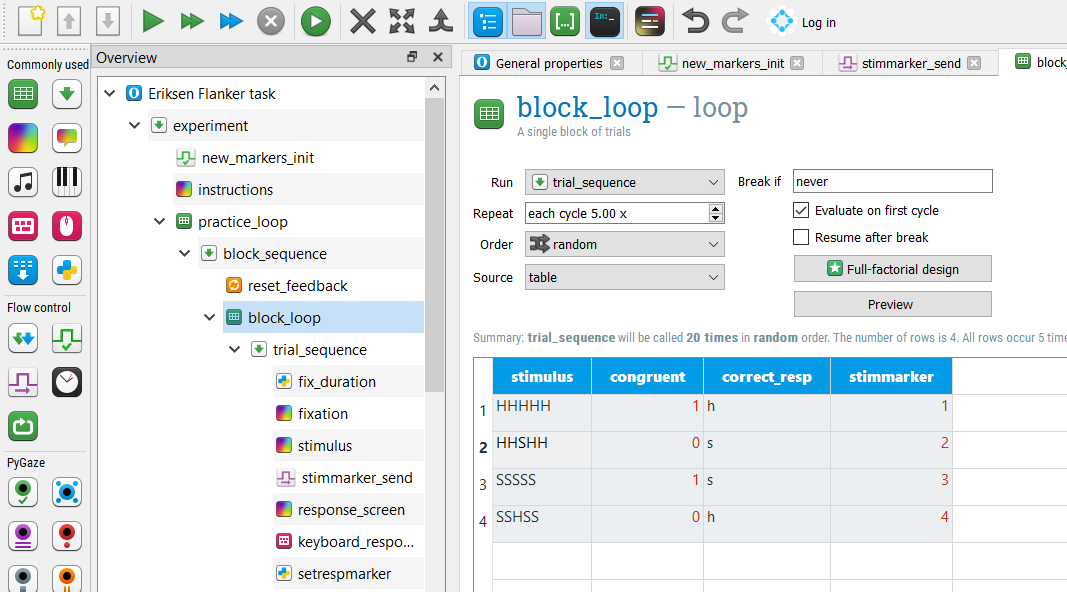 Log in
In:_
Commonly used
Flow control
PyGaze
Overview
Eriksen Flanker task
experiment
new_markers_init
instructions
practice_loop
block_sequence
reset_feedback
block_loop
trial_sequence
fix_duration
fixation
stimulus
stimmarker_send
response_screen
keyboard_respo...
setrespmarker
General properties
new_markers_init
stimmarker_send
block_
block_loop — loop
A single block of trials
Run trial_sequence Break if never
Repeat each cycle 5.00 x Evaluate on first cycle
Order random Resume after break
Source table Full-factorial design
Preview
Summary: trial_sequence will be called 20 times in random order. The number of rows is 4. All rows occur 5 time
stimulus congruent correct_resp stimmarker
1 HHHHH 1 h 1
2 HHSHH 0 s 2
3 SSSSS 1 s 3
4 SSHSS 0 h 4